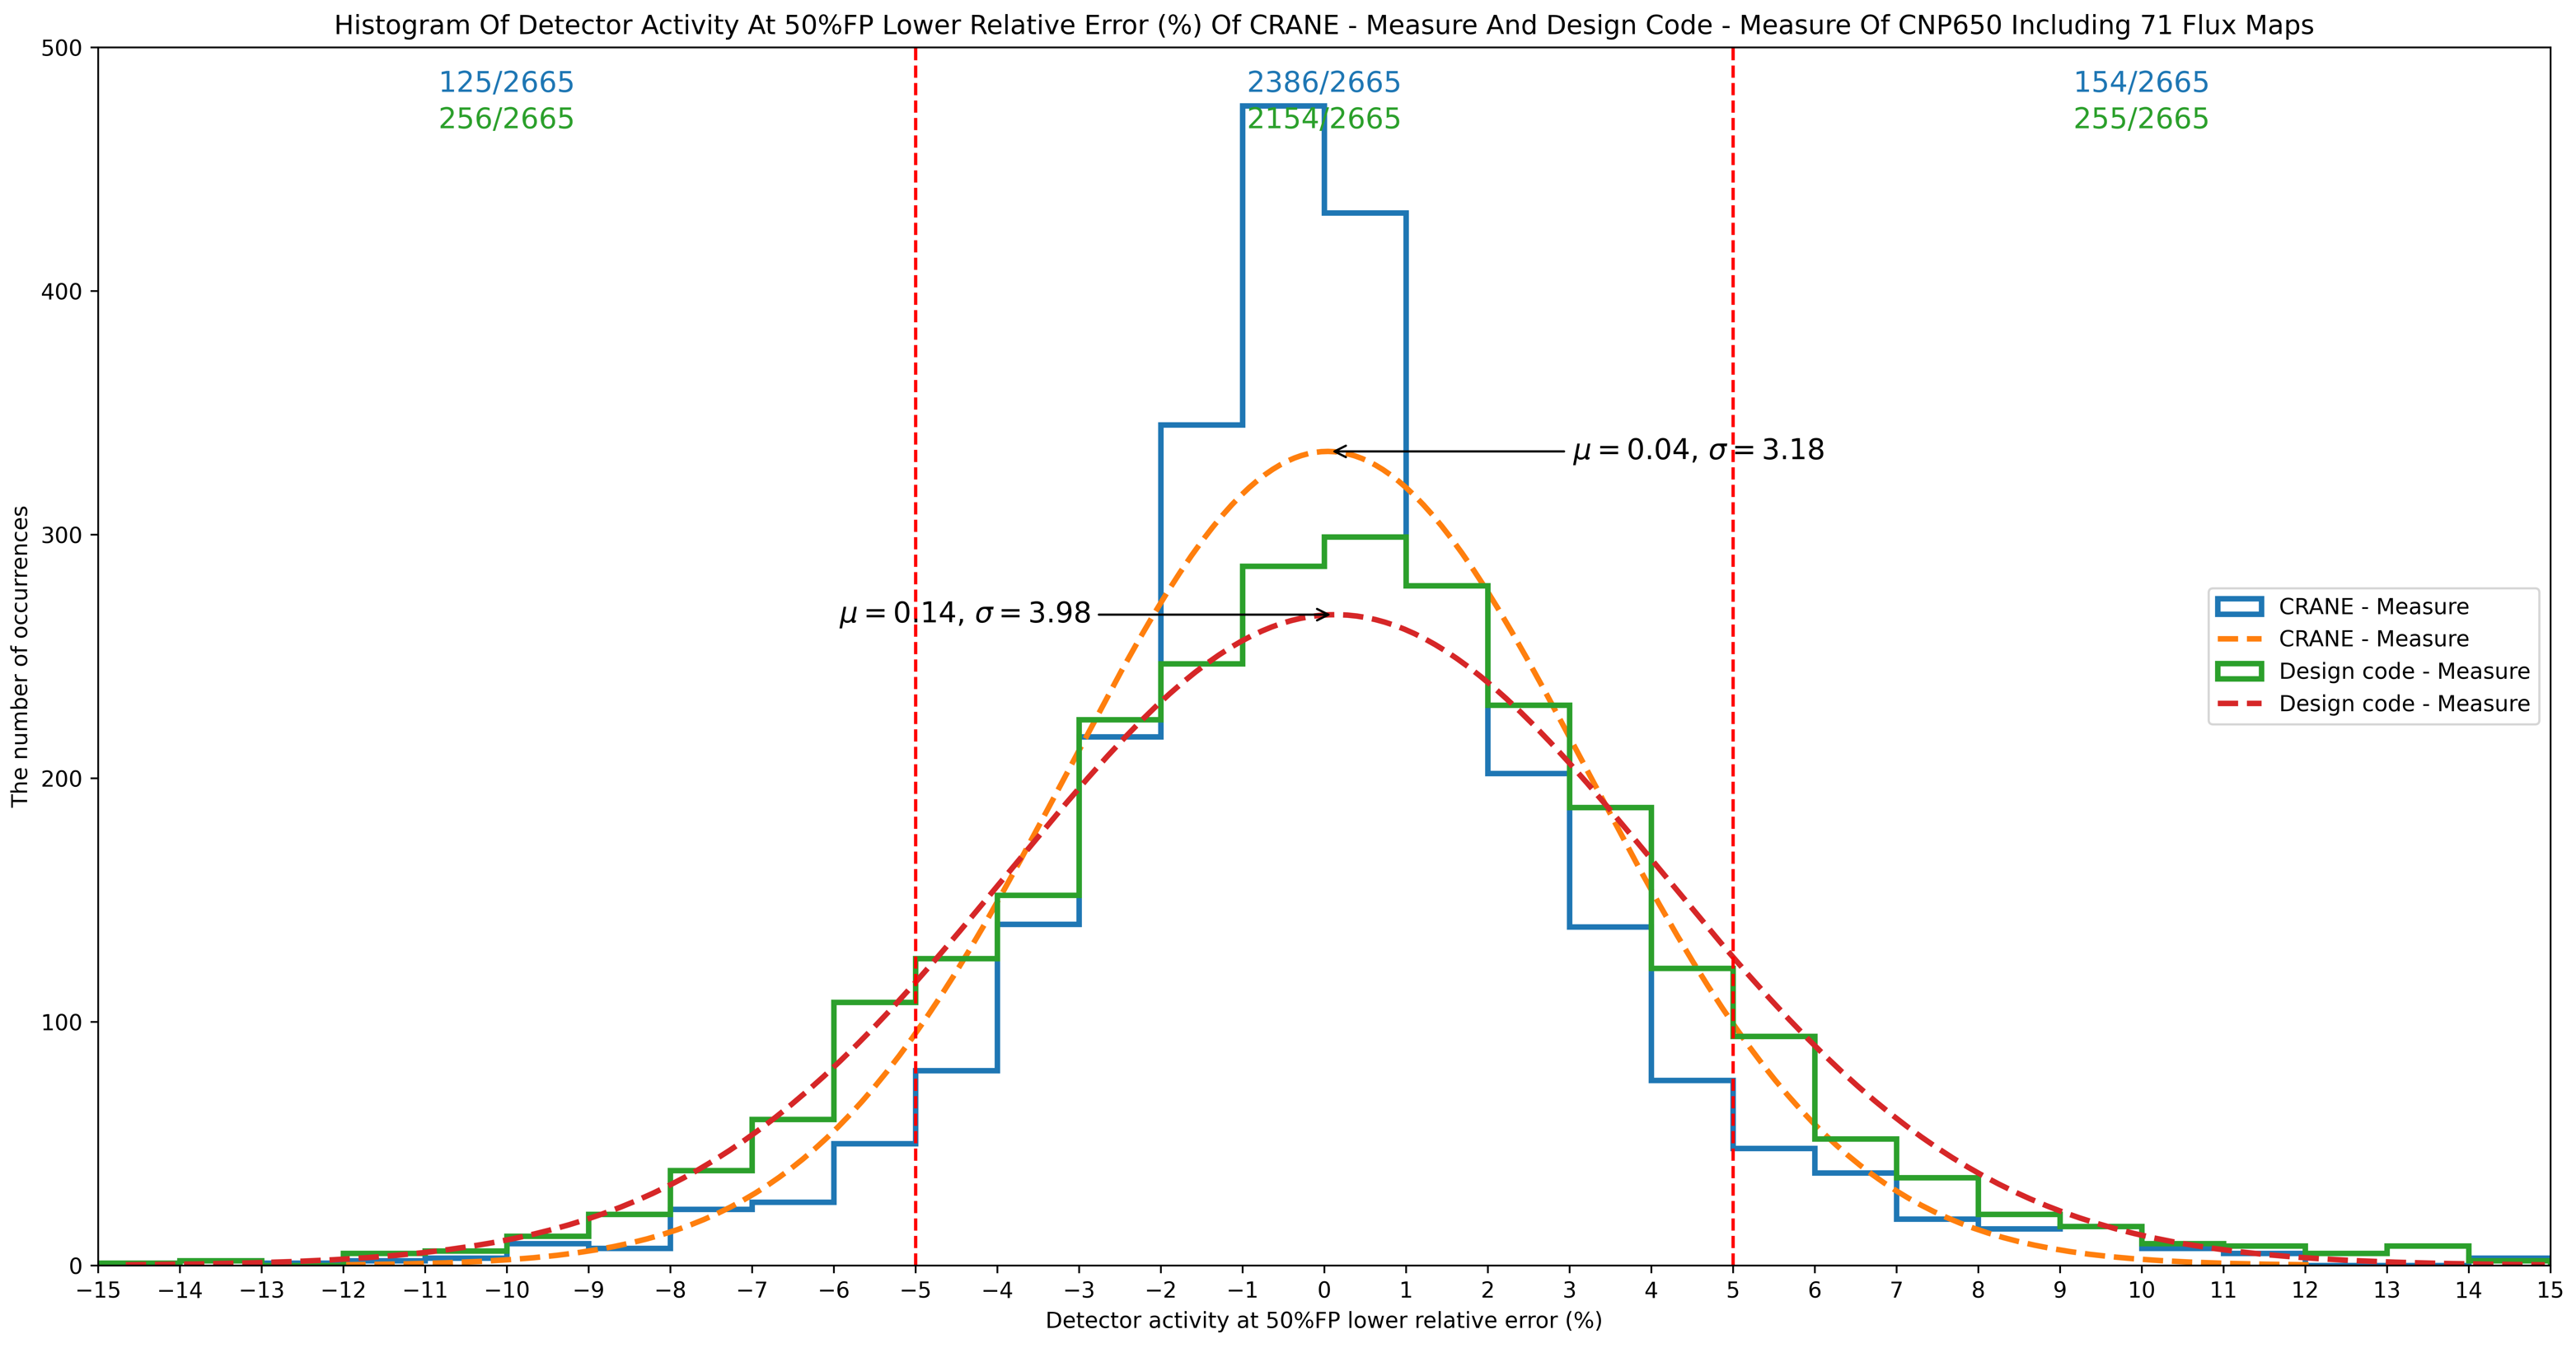 Histogram Of Detector Activity At 50%FP Lower Relative Error (%) Of CRANE - Measure And Design Code - Measure Of CNP650 Including 71 Flux Maps
500
125/2665 2386/2665 154/2665
256/2665 2154/2665 255/2665
400
μ = 0.04, σ = 3.18
300
The number of occurrences
μ = 0.14, σ = 3.98
CRANE - Measure
CRANE - Measure
Design code - Measure
Design code - Measure
200
100
0
−15 −14 −13 −12 −11 −10 −9 −8 −7 −6 −5 −4 −3 −2 −1 0 1 2 3 4 5 6 7 8 9 10 11 12 13 14 15
Detector activity at 50%FP lower relative error (%)